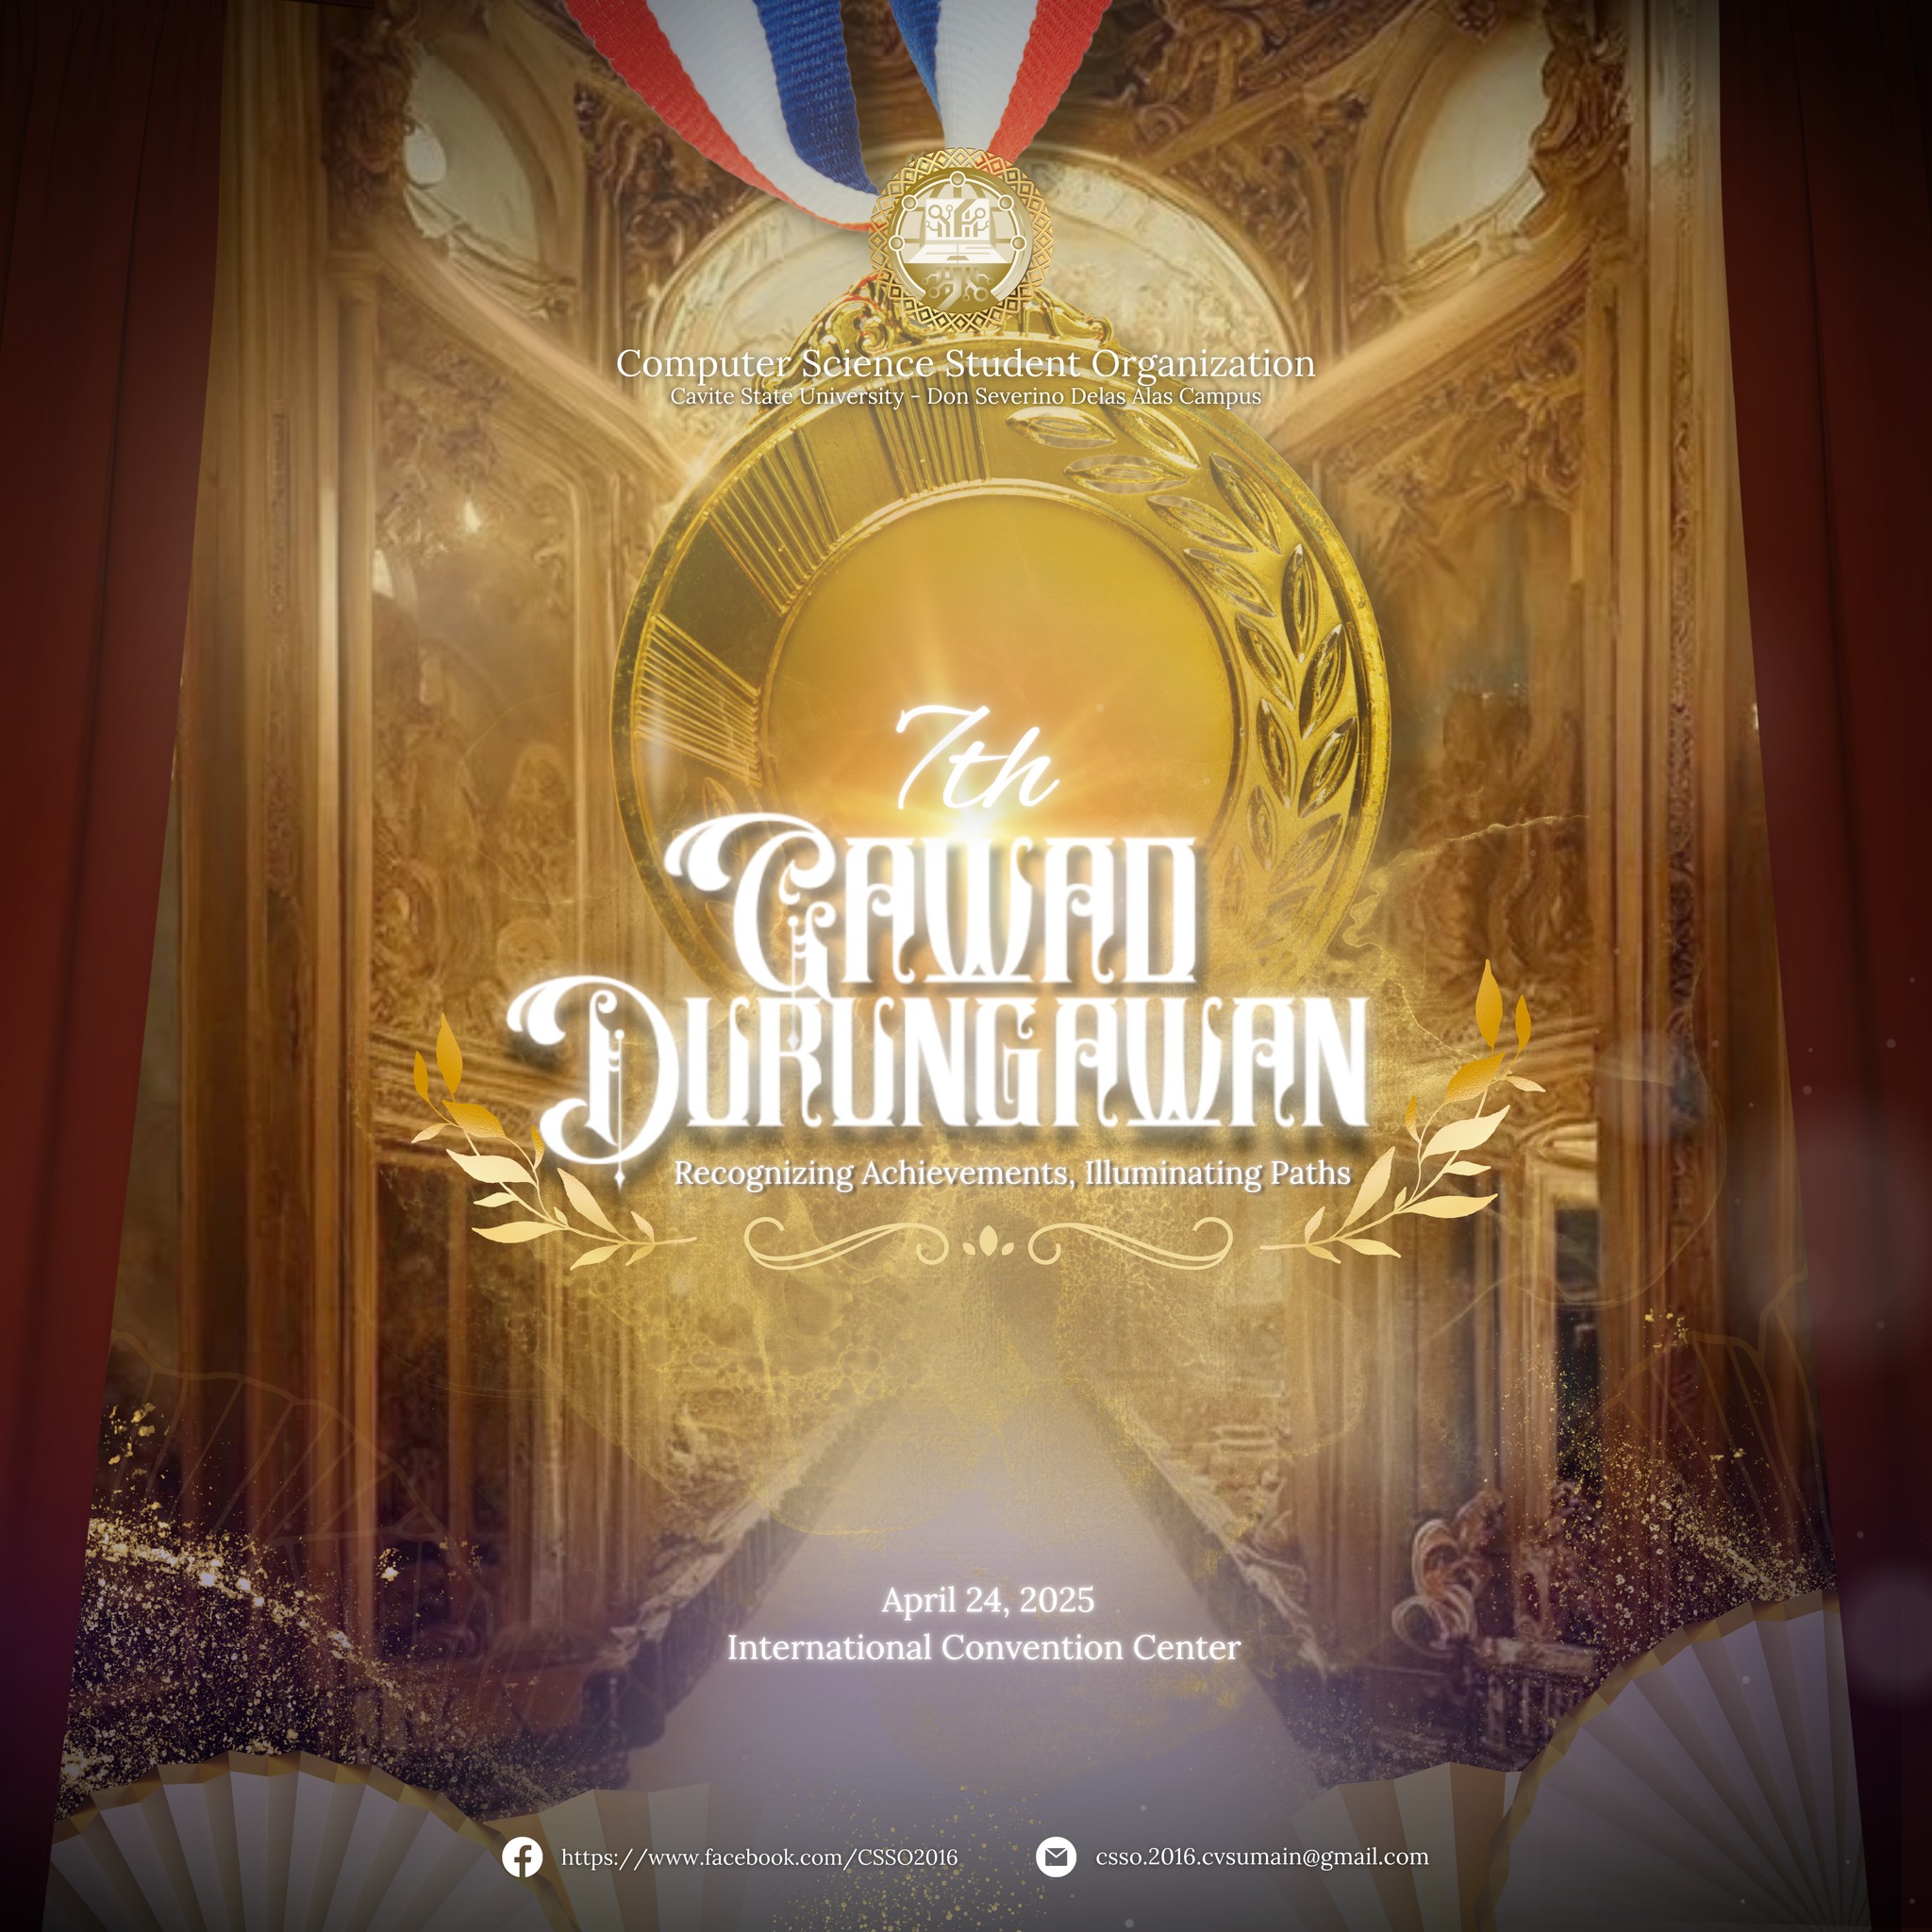 Computer Science Student Organization
Cavite State University - Don Severino Delas Alas Campus
7th
GAWAD
DURUNGAWAN
Recognizing Achievements, Illuminating Paths
April 24, 2025
International Convention Center
https://www.facebook.com/CSSO2016
csso.2016.cvsumain@gmail.com